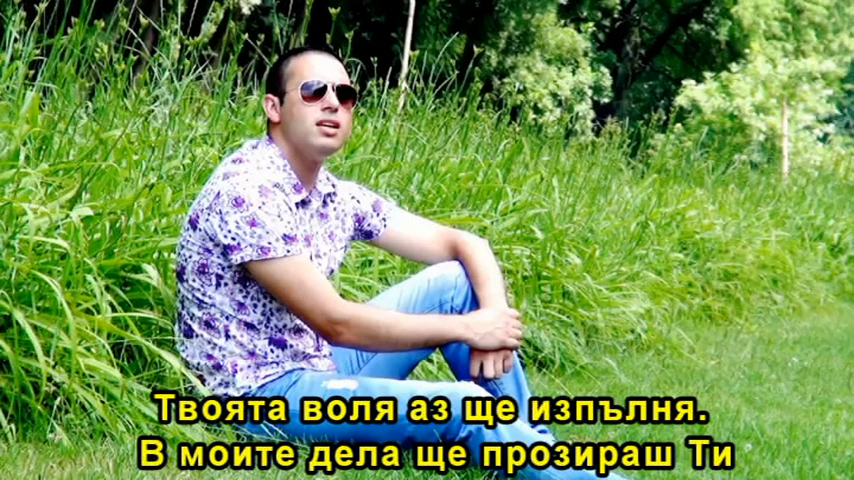 Твоята воля аз ще изпълня.
В моите дела ще прозираш Ти